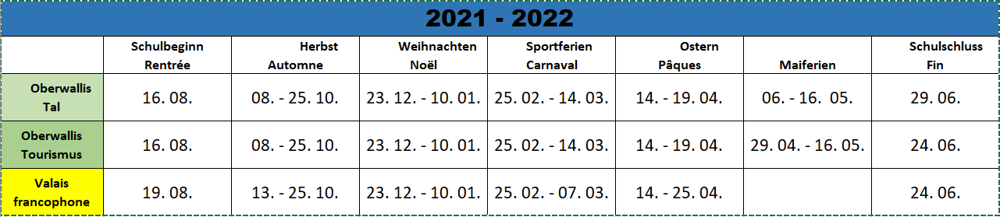 2021 - 2022
Schulbeginn Herbst Weihnachten Sportferien Ostern Schulschluss
Rentrée Automne Noël Carnaval Pâques Maiferien Fin
Oberwallis
Tal
16. 08. 08. - 25. 10. 23. 12. - 10. 01. 25. 02. - 14. 03. 14. - 19. 04. 06. - 16. 05. 29. 06.
Oberwallis
Tourismus
16. 08. 08. - 25. 10. 23. 12. - 10. 01. 25. 02. - 14. 03. 14. - 19. 04. 29. 04. - 16. 05. 24. 06.
Valais
francophone
19. 08. 13. - 25. 10. 23. 12. - 10. 01. 25. 02. - 07. 03. 14. - 25. 04. 24. 06.